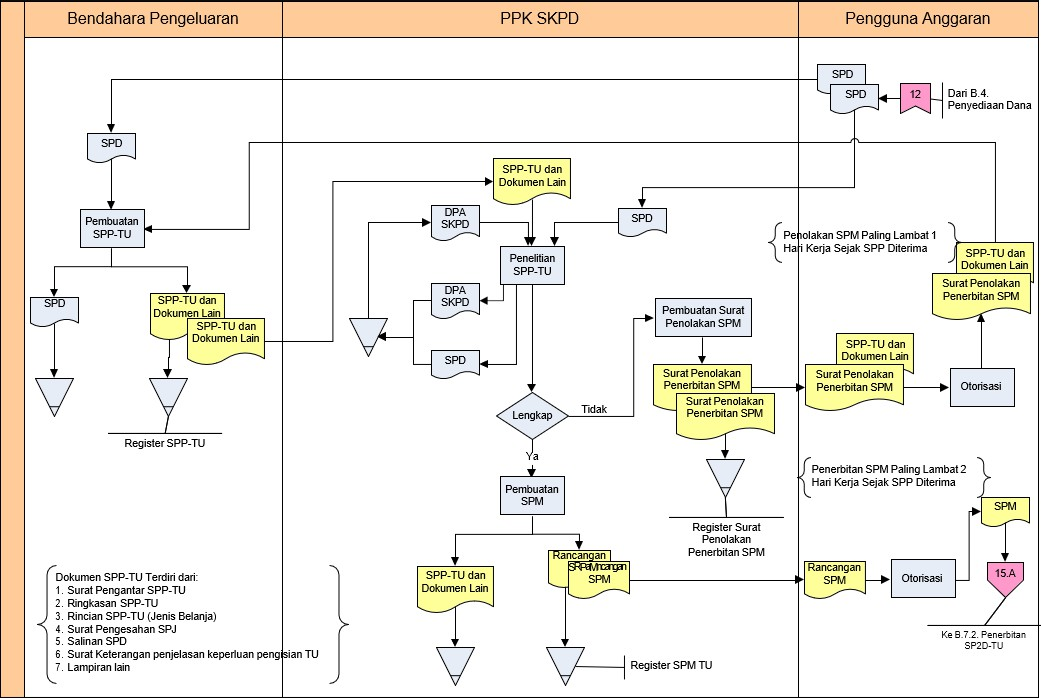 Bendahara Pengeluaran
PPK SKPD
Pengguna Anggaran
SPD
SPD
12
Dari B.4.
Penyediaan Dana
SPD
SPP-TU dan
Dokumen Lain
DPA
SKPD
SPD
Pembuatan
SPP-TU
Penolakan SPM Paling Lambat 1
Hari Kerja Sejak SPP Diterima
Penelitian
SPP-TU
SPP-TU dan
Dokumen Lain
Surat Penolakan
Penerbitan SPM
SPD
SPP-TU dan
Dokumen Lain
SPP-TU dan
Dokumen Lain
DPA
SKPD
SPD
Pembuatan Surat
Penolakan SPM
Surat Penolakan
Penerbitan SPM
Surat Penolakan
Penerbitan SPM
SPP-TU dan
Dokumen Lain
Surat Penolakan
Penerbitan SPM
Otorisasi
Lengkap
Tidak
Ya
Register SPP-TU
Penerbitan SPM Paling Lambat 2
Hari Kerja Sejak SPP Diterima
Pembuatan
SPM
Register Surat
Penolakan
Penerbitan SPM
SPM
SPP-TU dan
Dokumen Lain
Rancangan
SPM
Rancangan
SPM
Otorisasi
15.A
Dokumen SPP-TU Terdiri dari:
1. Surat Pengantar SPP-TU
2. Ringkasan SPP-TU
3. Rincian SPP-TU (Jenis Belanja)
4. Surat Pengesahan SPJ
5. Salinan SPD
6. Surat Keterangan penjelasan keperluan pengisian TU
7. Lampiran lain
Register SPM TU
Ke B.7.2. Penerbitan
SP2D-TU